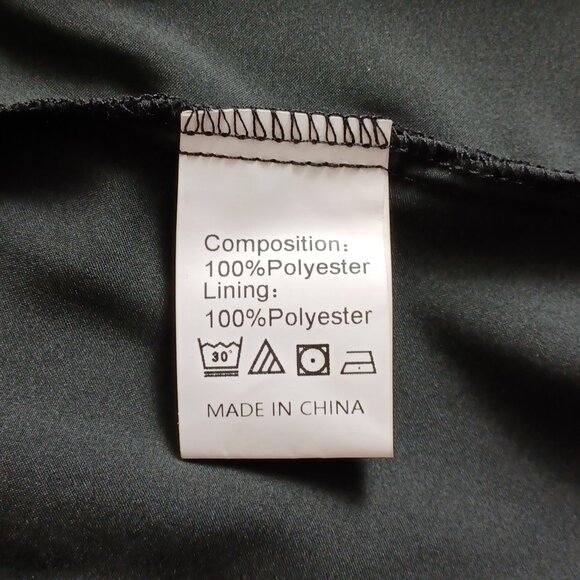 Composition:
100%Polyester
Lining:
100%Polyester
30°
MADE IN CHINA